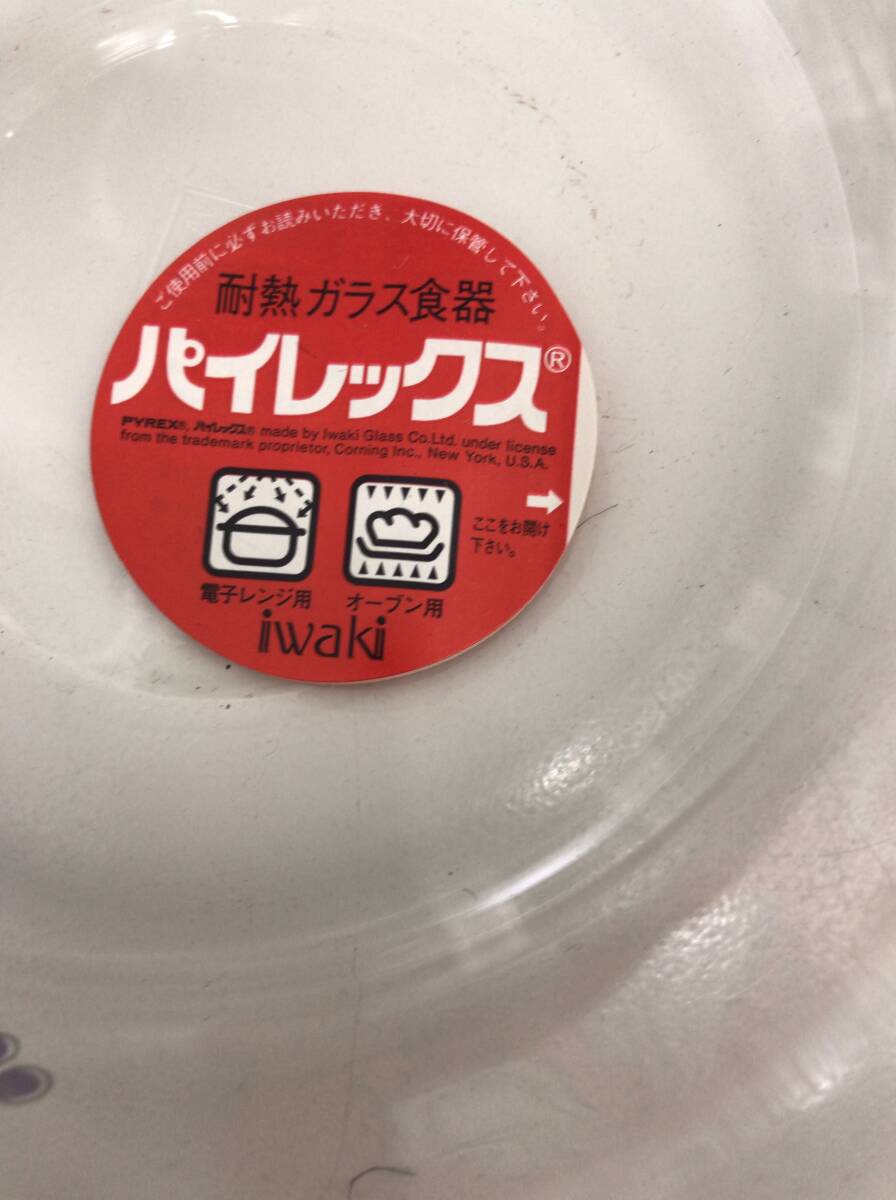 ご使用前に必ずお読みいただき、大切に保管して下さい。
耐熱ガラス食器
パイレックス®
PYREX®, パイレックス® made by Iwaki Glass Co.Ltd. under license
from the trademark proprietor, Corning Inc., New York, U.S.A.
ここをお開け
下さい。
電子レンジ用 オーブン用
iwaki